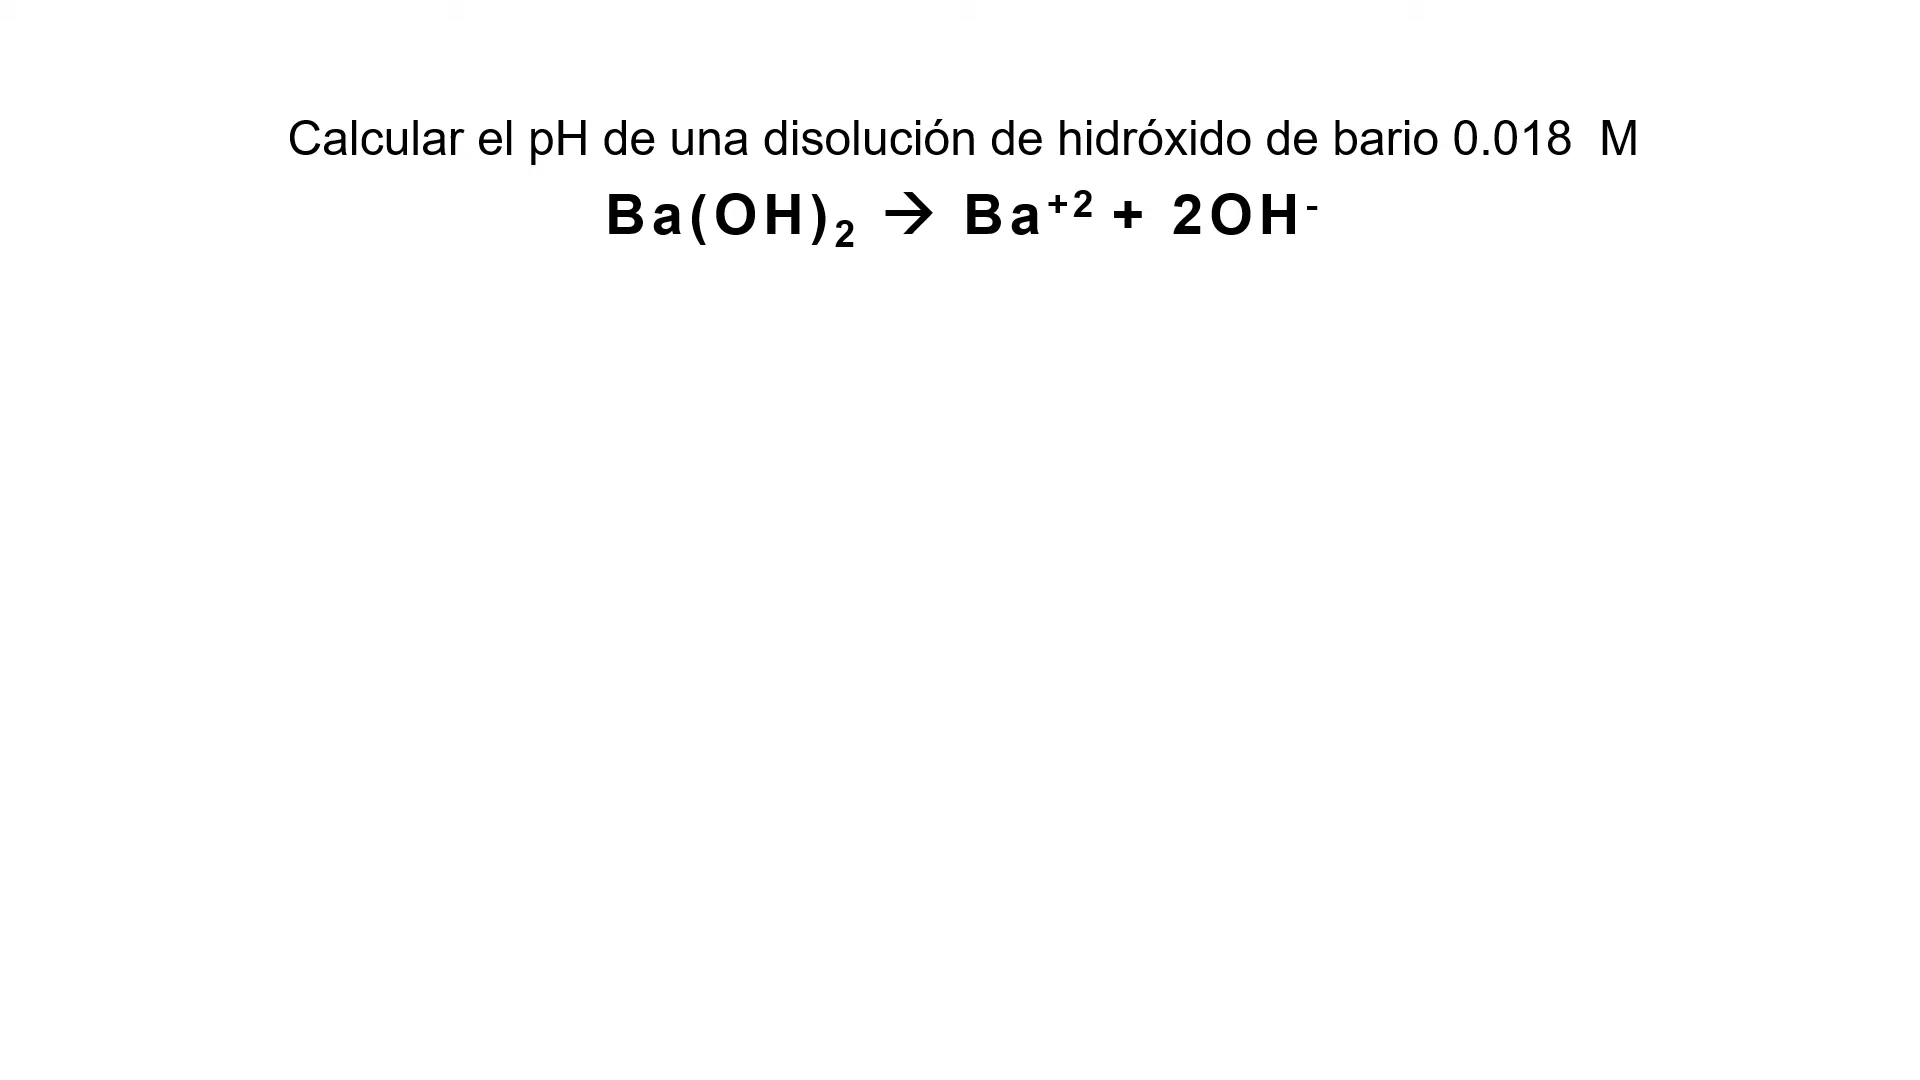 Calcular el pH de una disolución de hidróxido de bario 0.018  M
Ba(OH)₂ → Ba⁺² + 2OH⁻